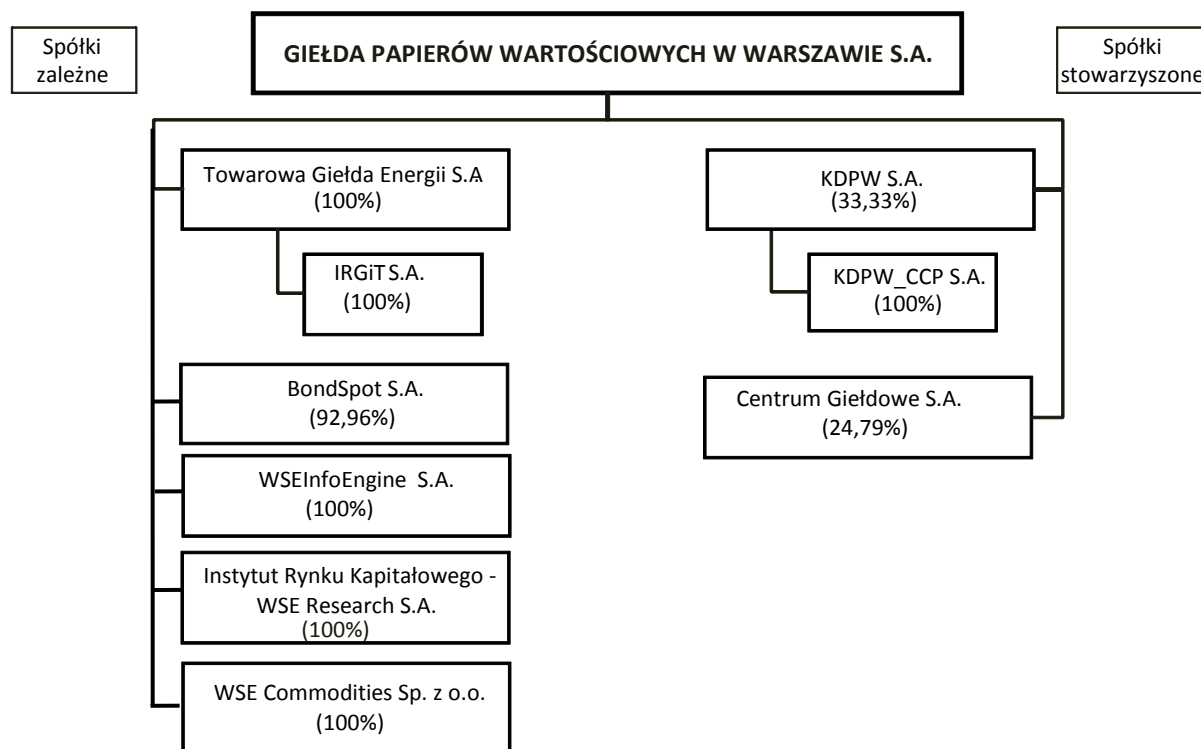 Spółki
zależne
GIEŁDA PAPIERÓW WARTOŚCIOWYCH W WARSZAWIE S.A.
Spółki
stowarzyszone
Towarowa Giełda Energii S.A.
(100%)
IRGiT S.A.
(100%)
BondSpot S.A.
(92,96%)
WSEInfoEngine S.A.
(100%)
Instytut Rynku Kapitałowego -
WSE Research S.A.
(100%)
WSE Commodities Sp. z o.o.
(100%)
KDPW S.A.
(33,33%)
KDPW_CCP S.A.
(100%)
Centrum Giełdowe S.A.
(24,79%)